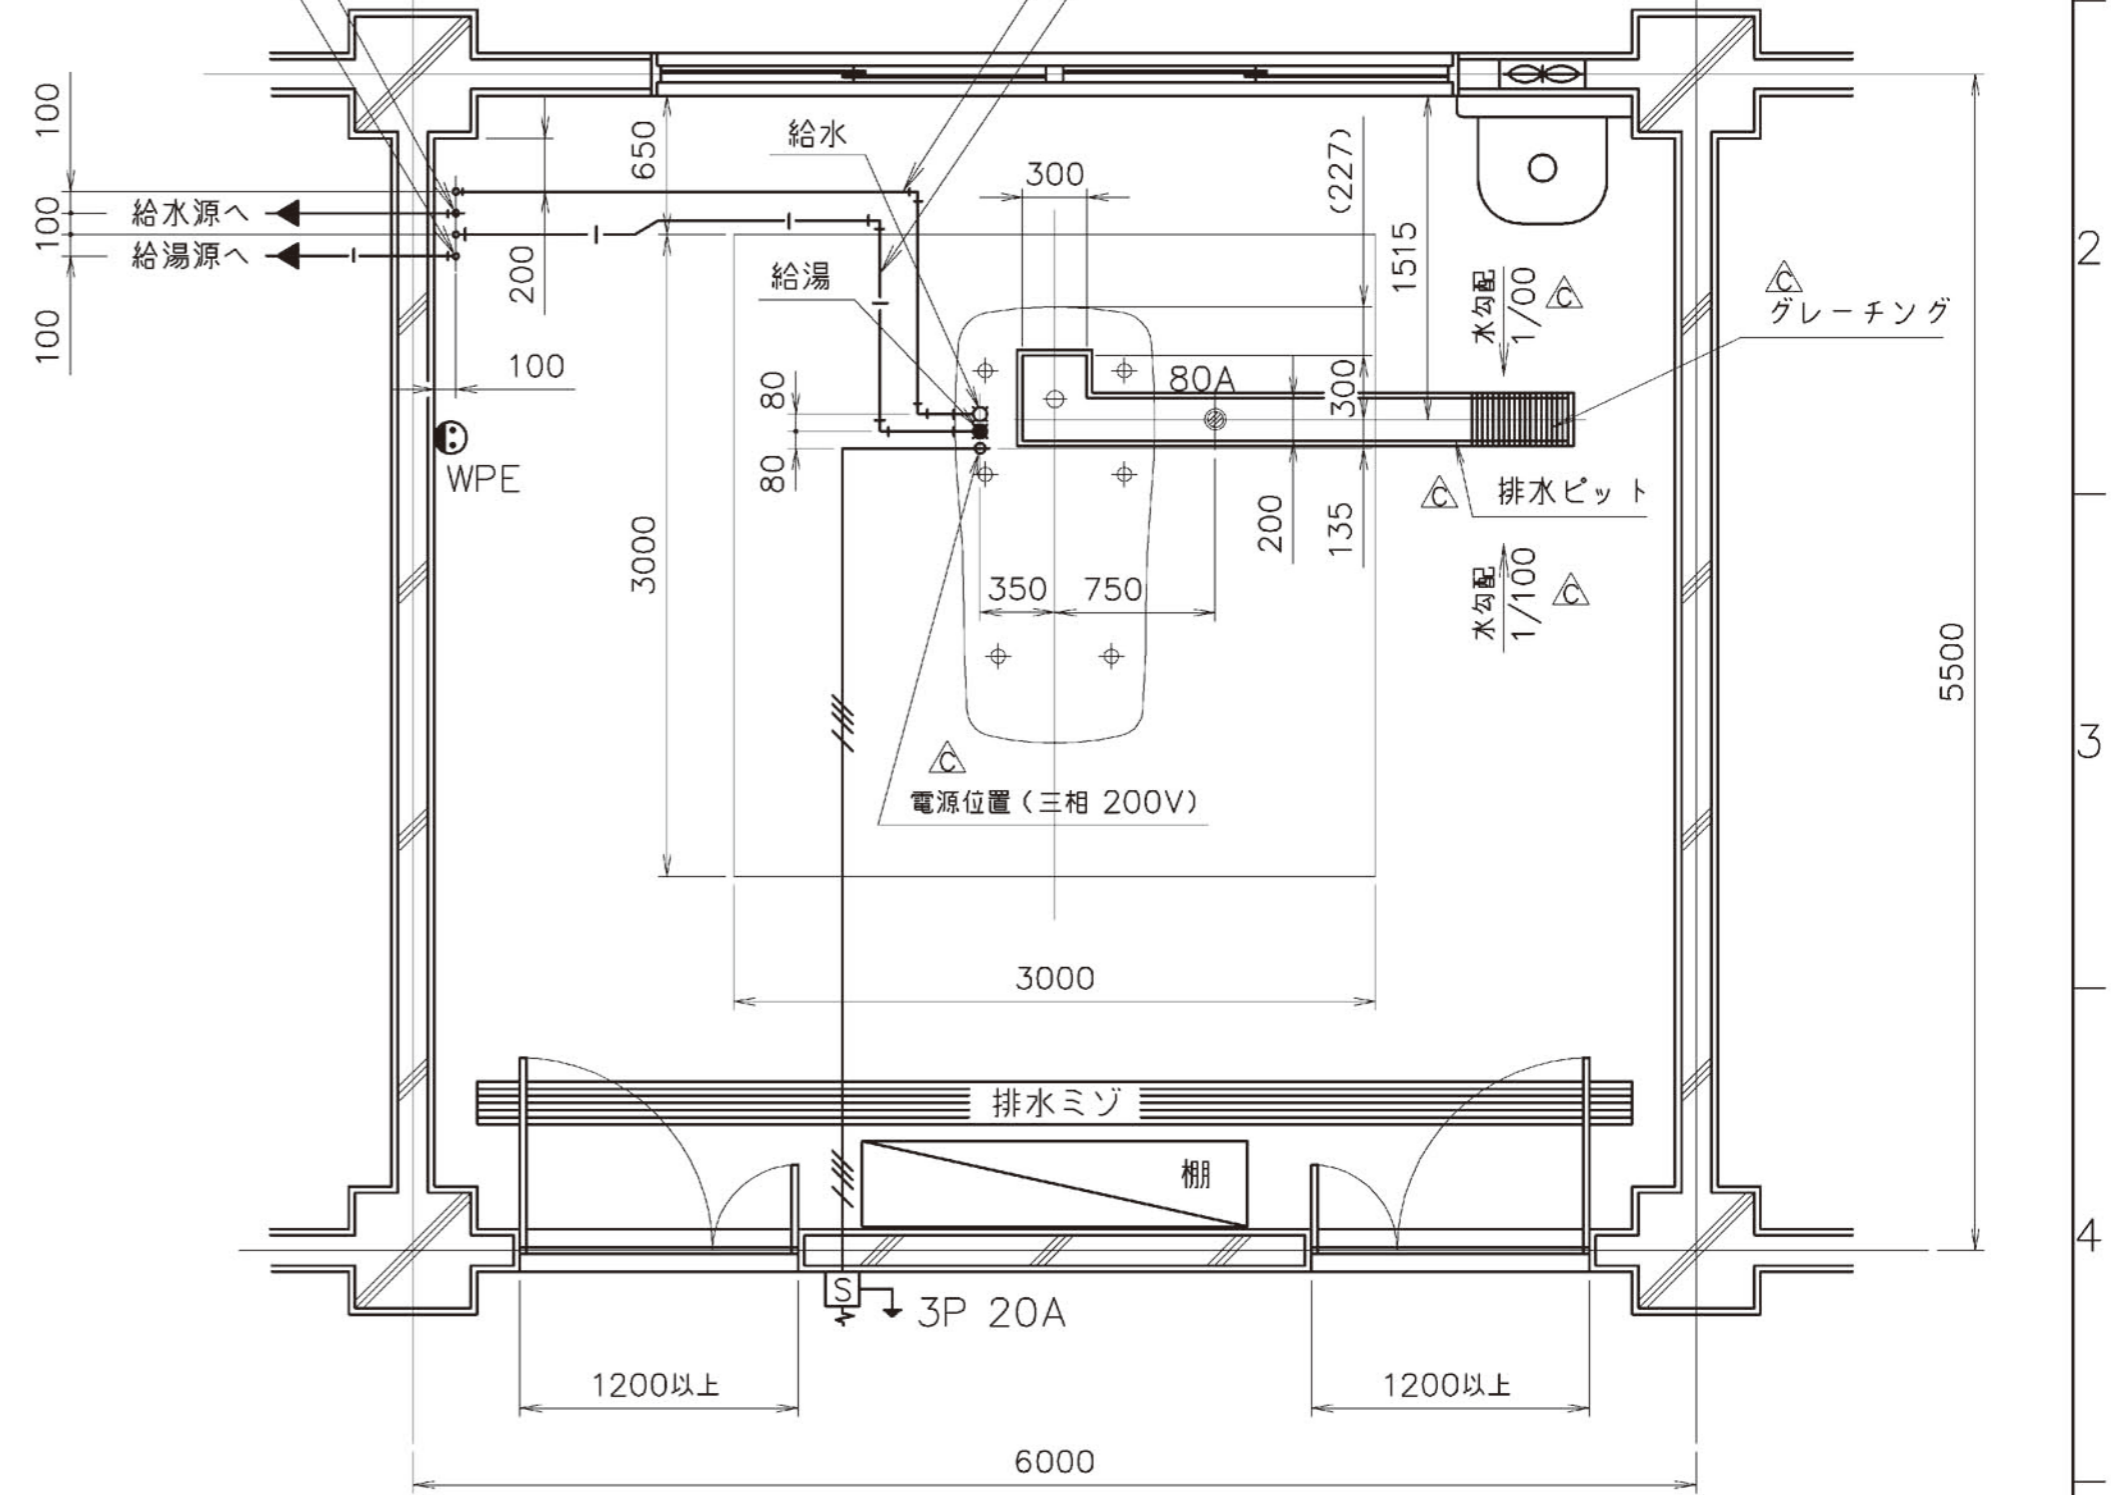 100
100
100
給水源へ
給湯源へ
200
100
650
給水
300
(227)
1515
水勾配
1/00
C
C
グレーチング
2
給湯
80
80
80A
300
WPE
200
135
C
排水ピット
3000
350
750
水勾配
1/100
C
5500
3
C
電源位置(三相 200V)
3000
排水ミゾ
棚
4
S
3P 20A
1200以上
1200以上
6000